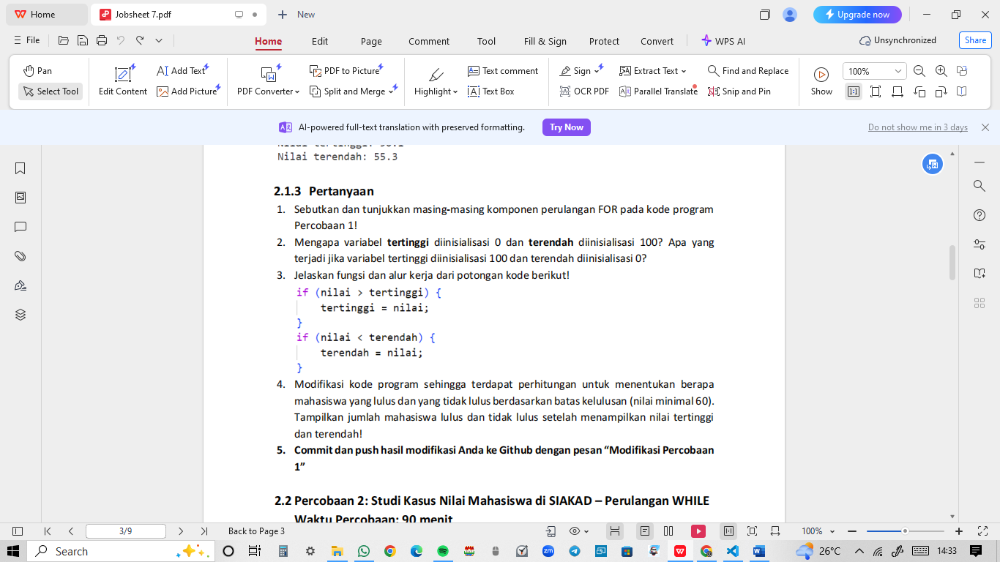 Home
Jobsheet 7.pdf
New
Upgrade now
File
Home
Edit
Page
Comment
Tool
Fill & Sign
Protect
Convert
WPS AI
Unsynchronized
Share
Pan
Select Tool
Edit Content
Add Text
Add Picture
PDF Converter
PDF to Picture
Split and Merge
Highlight
Text comment
Text Box
Sign
OCR PDF
Extract Text
Parallel Translate
Find and Replace
Snip and Pin
Show
100%
1:1
AI-powered full-text translation with preserved formatting.
Try Now
Do not show me in 3 days
Nilai terendah: 55.3
2.1.3 Pertanyaan
1. Sebutkan dan tunjukkan masing-masing komponen perulangan FOR pada kode program
Percobaan 1!
2. Mengapa variabel tertinggi diinisialisasi 0 dan terendah diinisialisasi 100? Apa yang
terjadi jika variabel tertinggi diinisialisasi 100 dan terendah diinisialisasi 0?
3. Jelaskan fungsi dan alur kerja dari potongan kode berikut!
if (nilai > tertinggi) {
tertinggi = nilai;
}
if (nilai < terendah) {
terendah = nilai;
}
4. Modifikasi kode program sehingga terdapat perhitungan untuk menentukan berapa
mahasiswa yang lulus dan yang tidak lulus berdasarkan batas kelulusan (nilai minimal 60).
Tampilkan jumlah mahasiswa lulus dan tidak lulus setelah menampilkan nilai tertinggi
dan terendah!
5. Commit dan push hasil modifikasi Anda ke Github dengan pesan “Modifikasi Percobaan
1”
2.2 Percobaan 2: Studi Kasus Nilai Mahasiswa di SIAKAD – Perulangan WHILE
Waktu Percobaan: 90 menit
3/9
Back to Page 3
100%
Search
zm
26°C
14:33